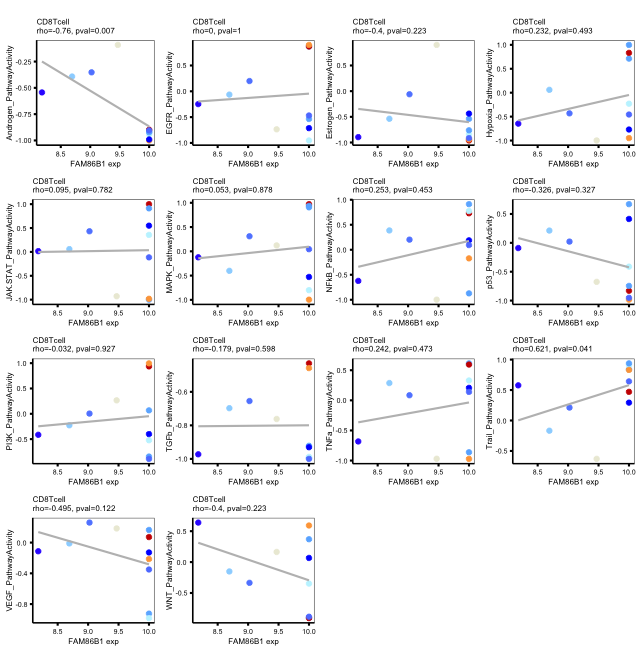 CD8Tcell
rho=-0.76, pval=0.007
Androgen_PathwayActivity
-0.25
-0.50
-0.75
-1.00
8.5 9.0 9.5 10.0
FAM86B1 exp
CD8Tcell
rho=0, pval=1
EGFR_PathwayActivity
0.5
0.0
-0.5
-1.0
8.5 9.0 9.5 10.0
FAM86B1 exp
CD8Tcell
rho=-0.4, pval=0.223
Estrogen_PathwayActivity
0.5
0.0
-0.5
-1.0
8.5 9.0 9.5 10.0
FAM86B1 exp
CD8Tcell
rho=0.232, pval=0.493
Hypoxia_PathwayActivity
1.0
0.5
0.0
-0.5
-1.0
8.5 9.0 9.5 10.0
FAM86B1 exp
CD8Tcell
rho=0.095, pval=0.782
JAK-STAT_PathwayActivity
1.0
0.5
0.0
-0.5
-1.0
8.5 9.0 9.5 10.0
FAM86B1 exp
CD8Tcell
rho=0.053, pval=0.878
MAPK_PathwayActivity
1.0
0.5
0.0
-0.5
-1.0
8.5 9.0 9.5 10.0
FAM86B1 exp
CD8Tcell
rho=0.253, pval=0.453
NFkB_PathwayActivity
1.0
0.5
0.0
-0.5
-1.0
8.5 9.0 9.5 10.0
FAM86B1 exp
CD8Tcell
rho=-0.326, pval=0.327
p53_PathwayActivity
0.5
0.0
-0.5
-1.0
8.5 9.0 9.5 10.0
FAM86B1 exp
CD8Tcell
rho=-0.032, pval=0.927
PI3K_PathwayActivity
1.0
0.5
0.0
-0.5
8.5 9.0 9.5 10.0
FAM86B1 exp
CD8Tcell
rho=-0.179, pval=0.598
TGFb_PathwayActivity
-0.6
-0.8
-1.0
8.5 9.0 9.5 10.0
FAM86B1 exp
CD8Tcell
rho=0.242, pval=0.473
TNFa_PathwayActivity
0.5
0.0
-0.5
-1.0
8.5 9.0 9.5 10.0
FAM86B1 exp
CD8Tcell
rho=0.621, pval=0.041
Trail_PathwayActivity
1.0
0.5
0.0
-0.5
8.5 9.0 9.5 10.0
FAM86B1 exp
CD8Tcell
rho=-0.495, pval=0.122
VEGF_PathwayActivity
0.0
-0.4
-0.8
8.5 9.0 9.5 10.0
FAM86B1 exp
CD8Tcell
rho=-0.4, pval=0.223
WNT_PathwayActivity
0.5
0.0
-0.5
8.5 9.0 9.5 10.0
FAM86B1 exp